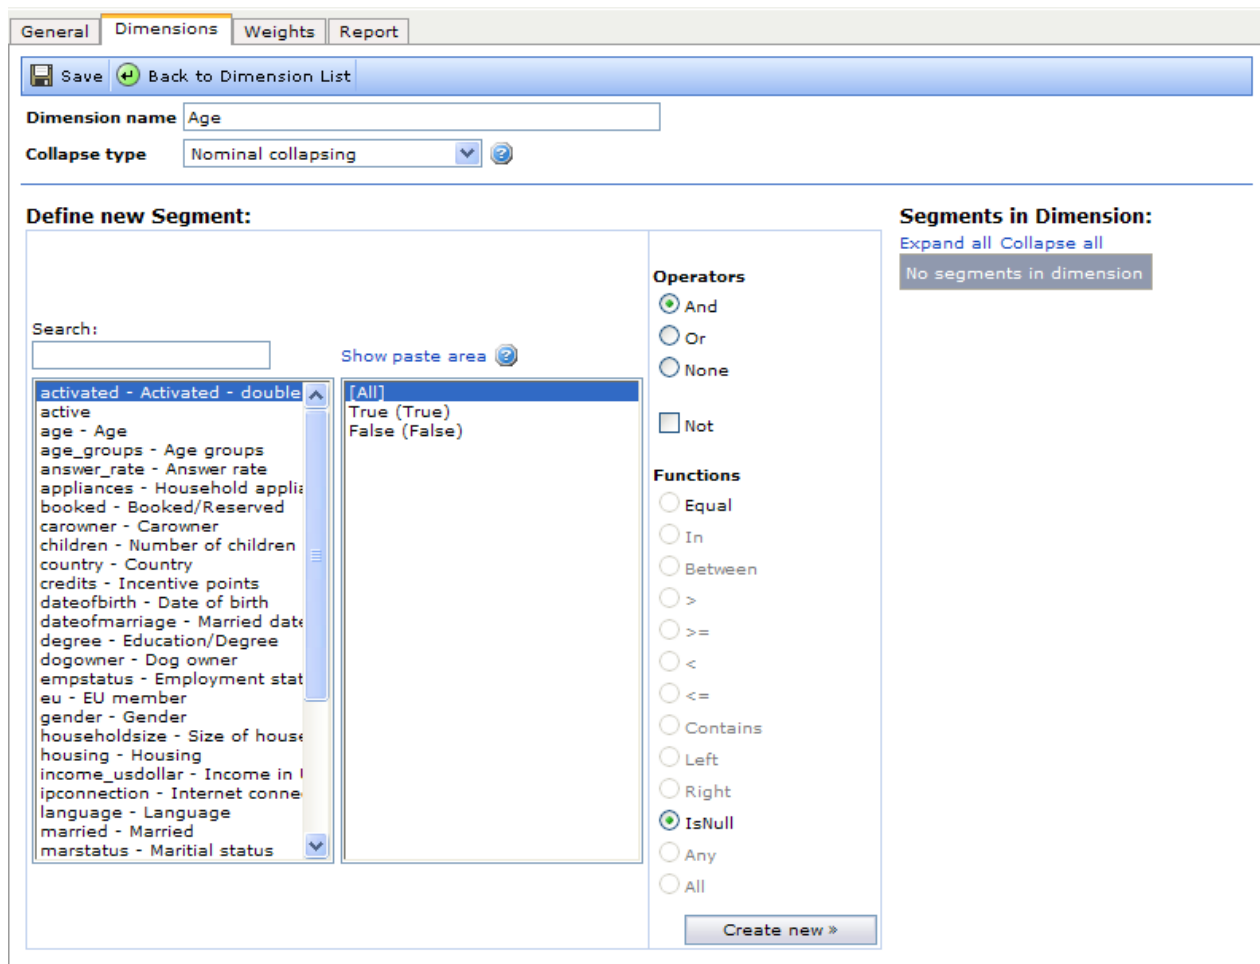 General Dimensions Weights Report
Save Back to Dimension List
Dimension name Age
Collapse type Nominal collapsing
Define new Segment:
Search:
Show paste area
activated - Activated - double
active
age - Age
age_groups - Age groups
answer_rate - Answer rate
appliances - Household applia
booked - Booked/Reserved
carowner - Carowner
children - Number of children
country - Country
credits - Incentive points
dateofbirth - Date of birth
dateofmarriage - Married date
degree - Education/Degree
dogowner - Dog owner
empstatus - Employment stat
eu - EU member
gender - Gender
householdsize - Size of house
housing - Housing
income_usdollar - Income in
ipconnection - Internet conne
language - Language
married - Married
marstatus - Maritial status
[All]
True (True)
False (False)
Operators
And
Or
None
Not
Functions
Equal
In
Between
>
>=
<
<=
Contains
Left
Right
IsNull
Any
All
Create new »
Segments in Dimension:
Expand all Collapse all
No segments in dimension